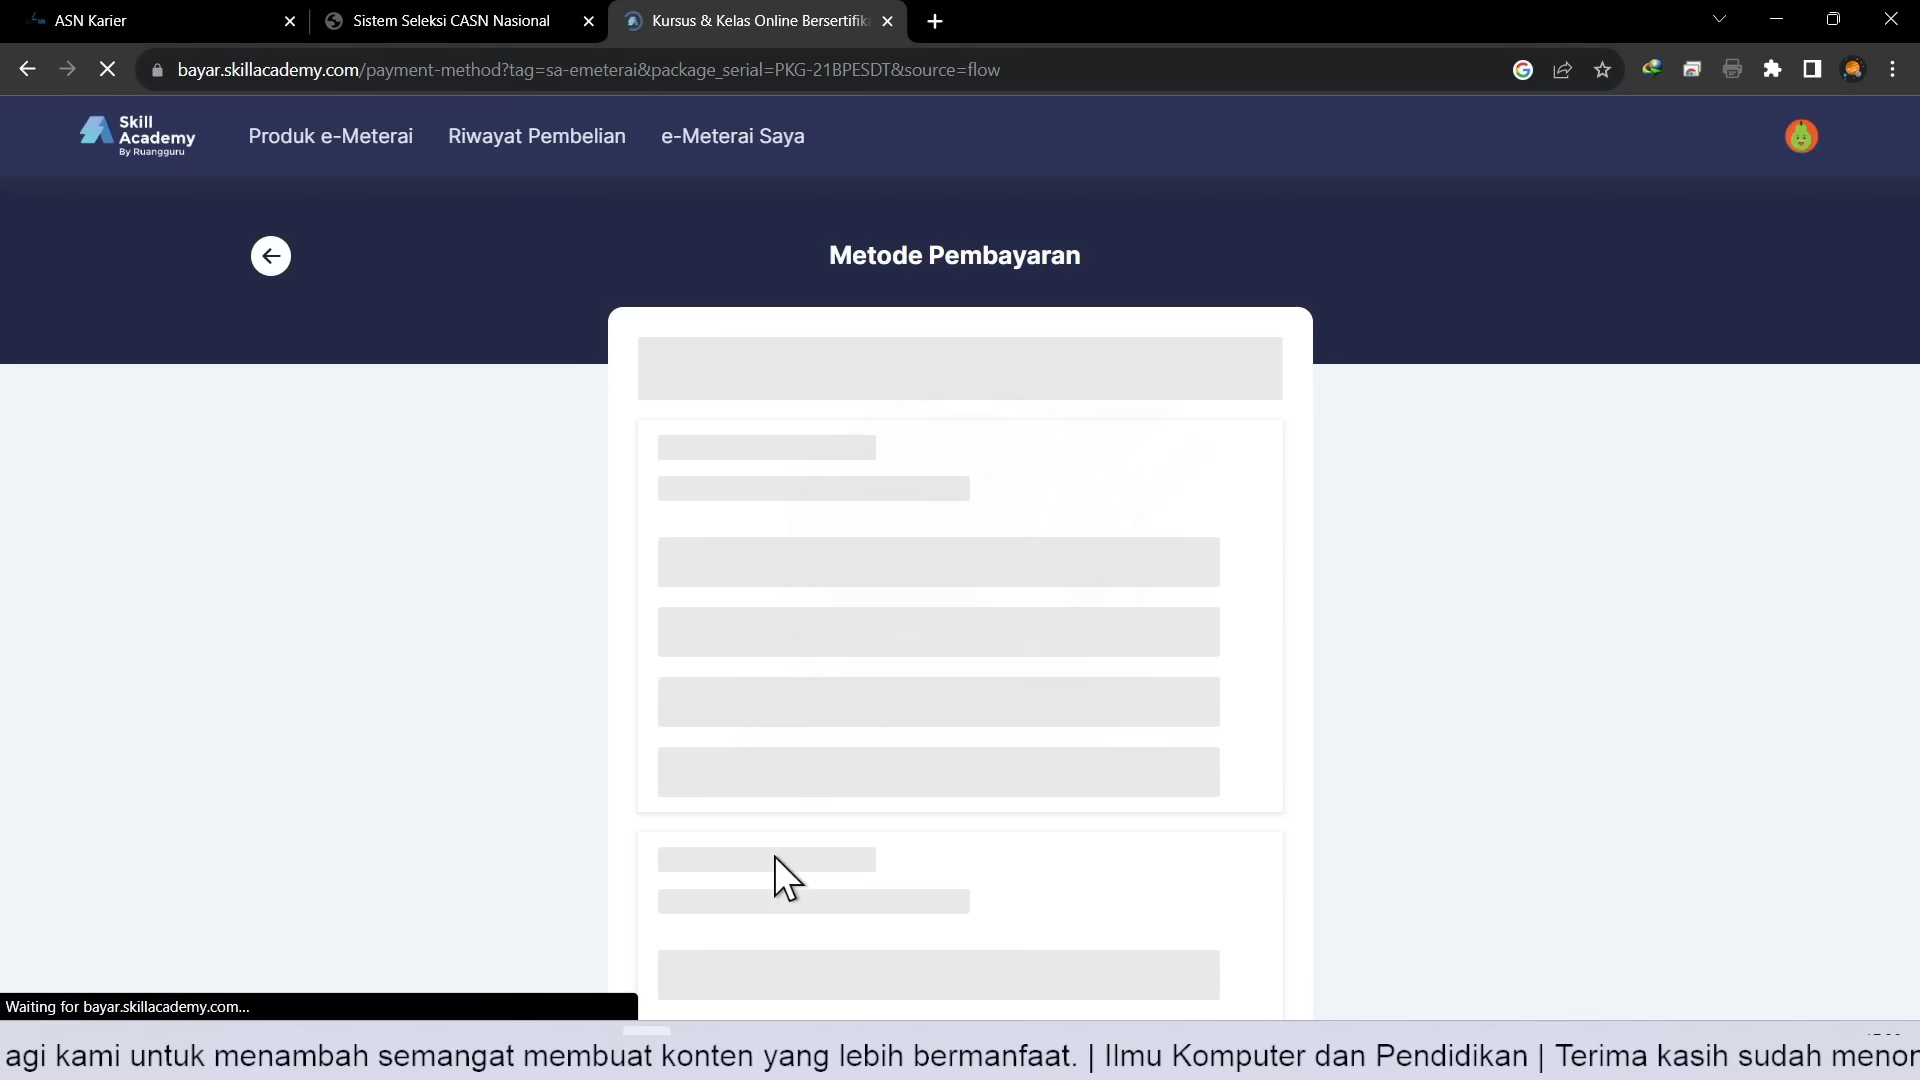 ASN Karier
Sistem Seleksi CASN Nasional
Kursus & Kelas Online Bersertifik
bayar.skillacademy.com/payment-method?tag=sa-emeterai&package_serial=PKG-21BPESDT&source=flow
Skill
Academy
By Ruangguru
Produk e-Meterai
Riwayat Pembelian
e-Meterai Saya
Metode Pembayaran
Waiting for bayar.skillacademy.com...
agi kami untuk menambah semangat membuat konten yang lebih bermanfaat. | Ilmu Komputer dan Pendidikan | Terima kasih sudah menon